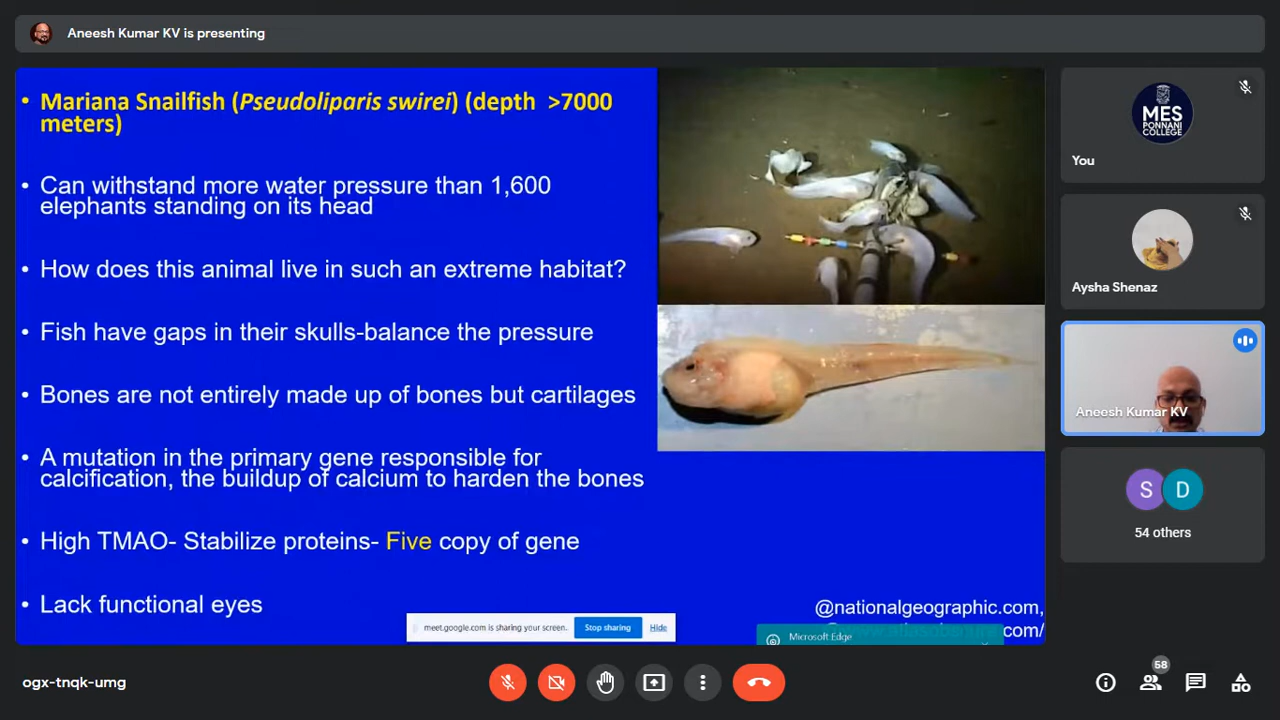 Aneesh Kumar KV is presenting
• Mariana Snailfish (Pseudoliparis swirei) (depth >7000
meters)
• Can withstand more water pressure than 1,600
elephants standing on its head
• How does this animal live in such an extreme habitat?
• Fish have gaps in their skulls-balance the pressure
• Bones are not entirely made up of bones but cartilages
• A mutation in the primary gene responsible for
calcification, the buildup of calcium to harden the bones
• High TMAO- Stabilize proteins- Five copy of gene
• Lack functional eyes
@nationalgeographic.com,
com/
meet.google.com is sharing your screen.
Stop sharing
Hide
Microsoft Edge
MES
PONNANI
COLLEGE
You
Aysha Shenaz
Aneesh Kumar KV
S
D
54 others
ogx-tnqk-umg
58